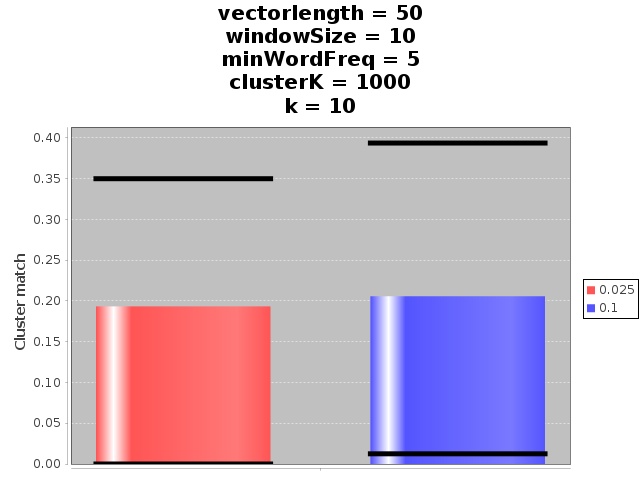 vectorlength = 50
windowSize = 10
minWordFreq = 5
clusterK = 1000
k = 10
0.40
0.35
0.30
0.25
0.20
0.15
0.10
0.05
0.00
Cluster match
0.025
0.1